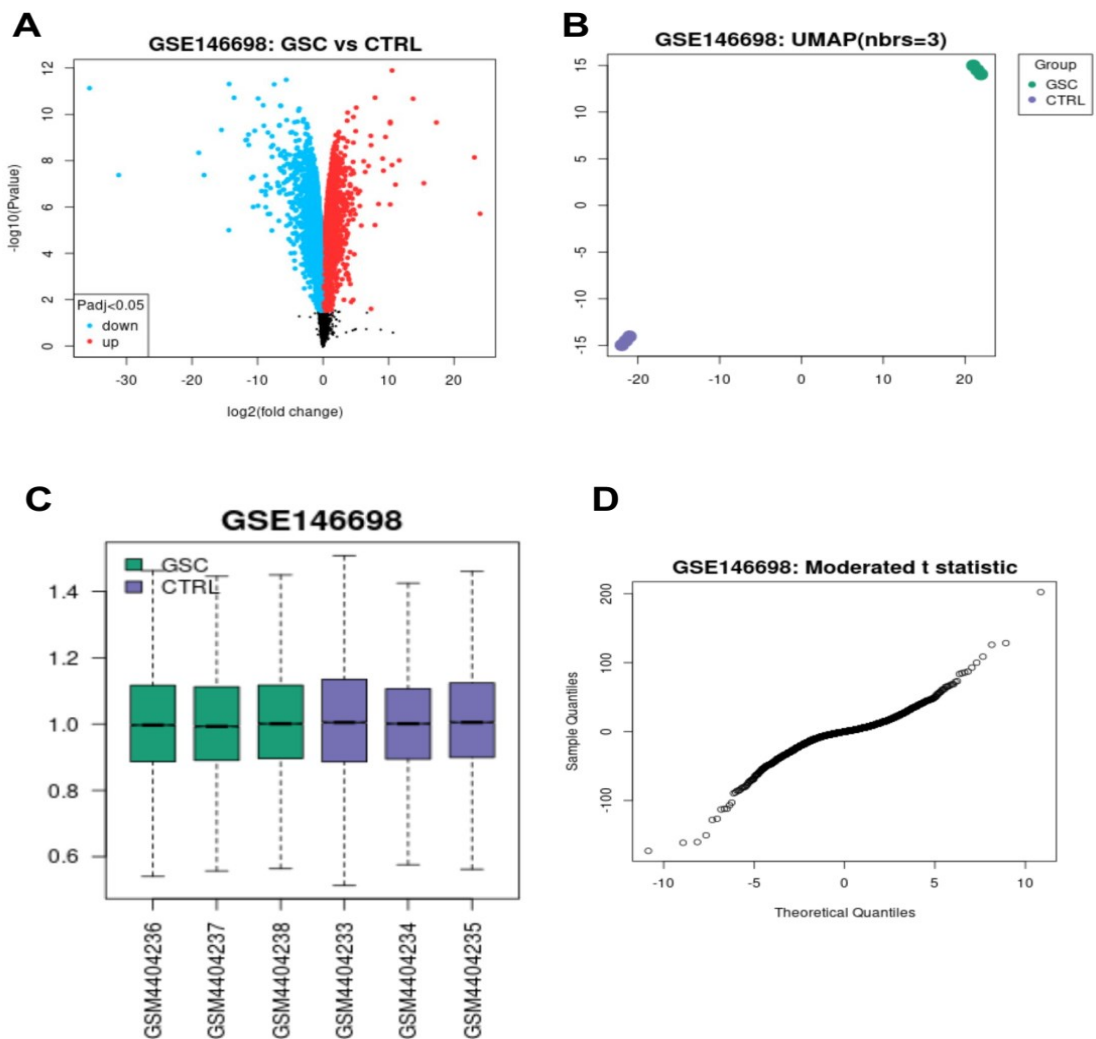 A
GSE146698: GSC vs CTRL
12
10
8
6
4
2
0
-log10(Pvalue)
Padj<0.05
down
up
-30
-20
-10
0
10
20
log2(fold change)
B
GSE146698: UMAP(nbrs=3)
15
10
5
0
-5
-10
-15
-20
-10
0
10
20
Group
GSC
CTRL
C
GSE146698
GSC
CTRL
1.4
1.2
1.0
0.8
0.6
GSM4404236
GSM4404237
GSM4404238
GSM4404233
GSM4404234
GSM4404235
D
GSE146698: Moderated t statistic
200
100
0
-100
Sample Quantiles
-10
-5
0
5
10
Theoretical Quantiles